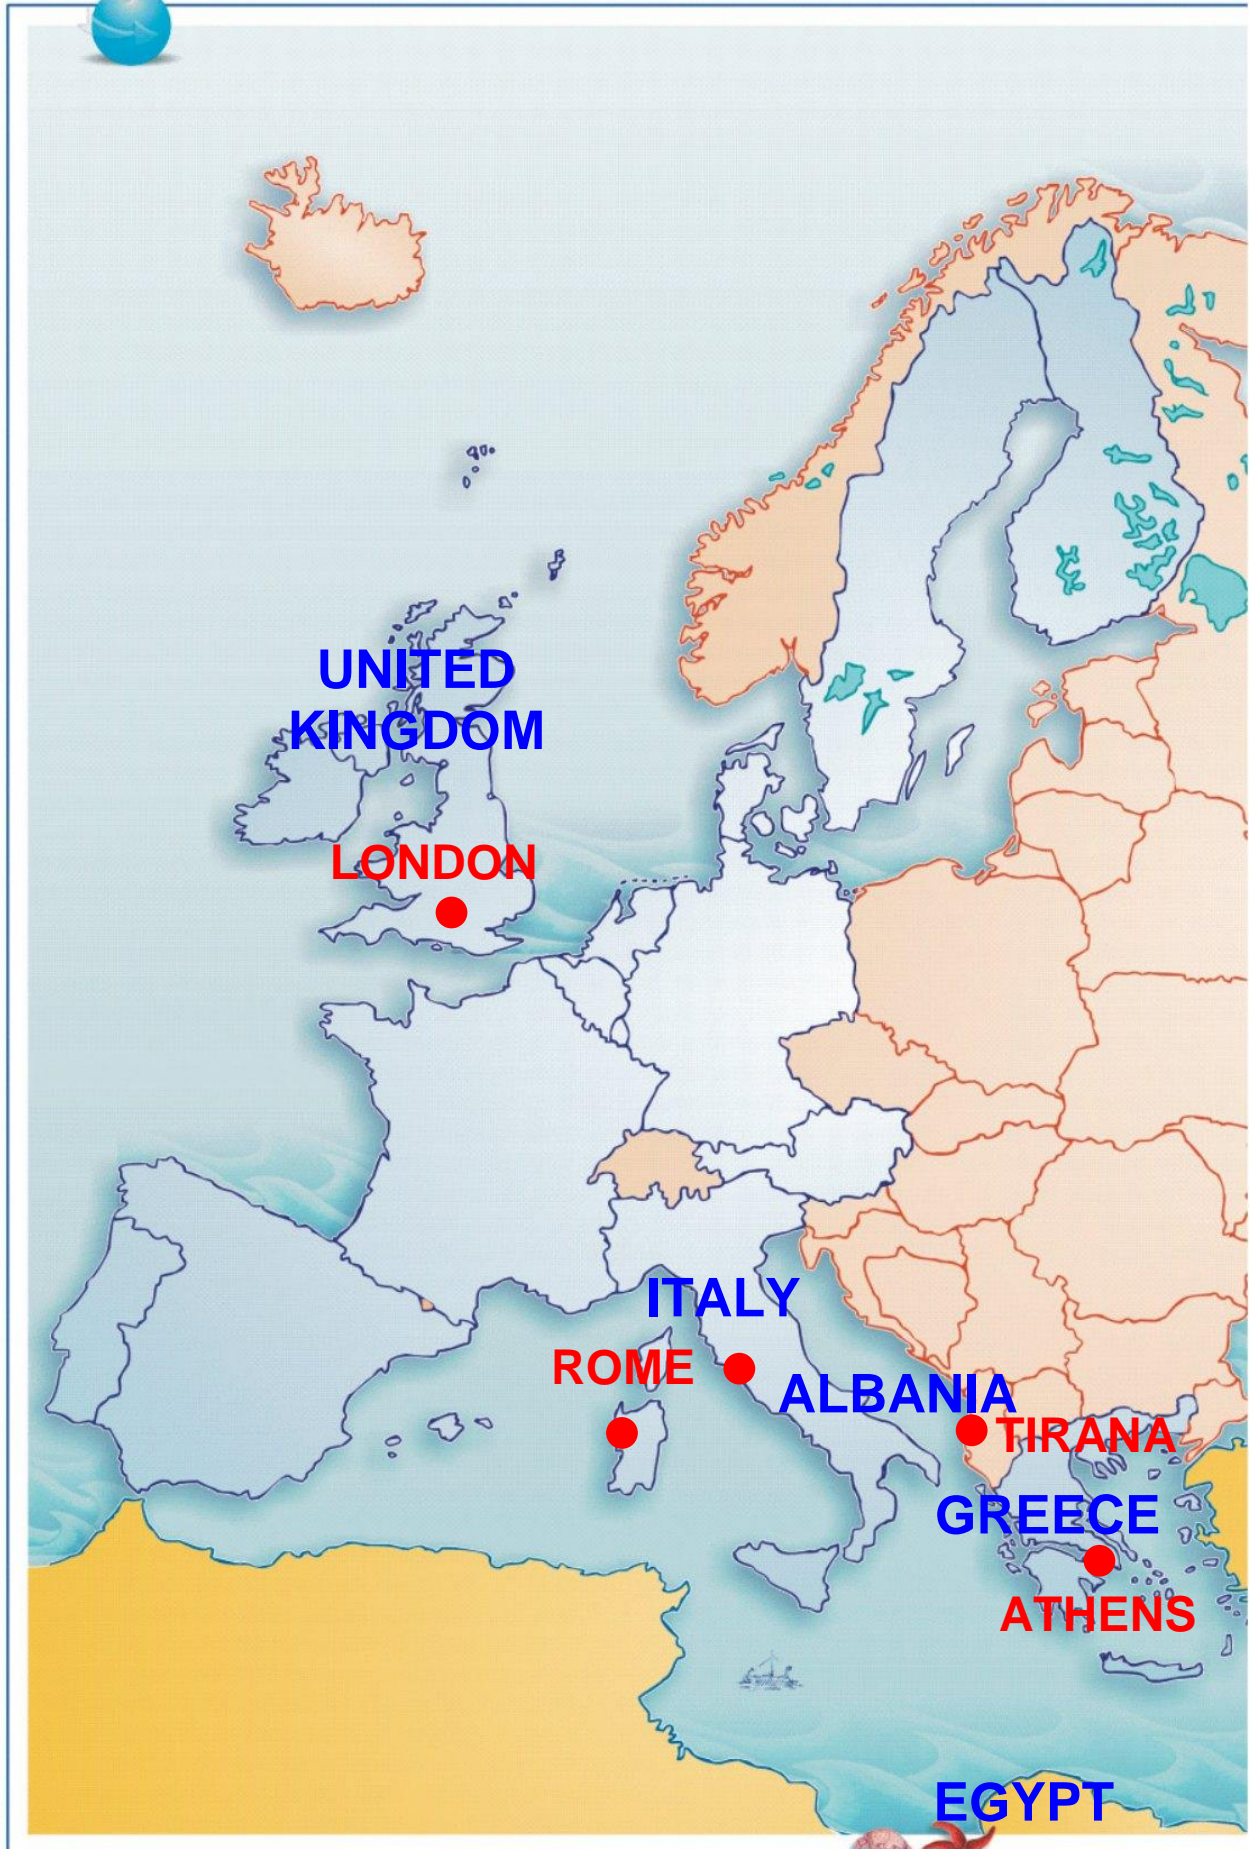 UNITED
KINGDOM
LONDON
ITALY
ROME
ALBANIA
TIRANA
GREECE
ATHENS
EGYPT